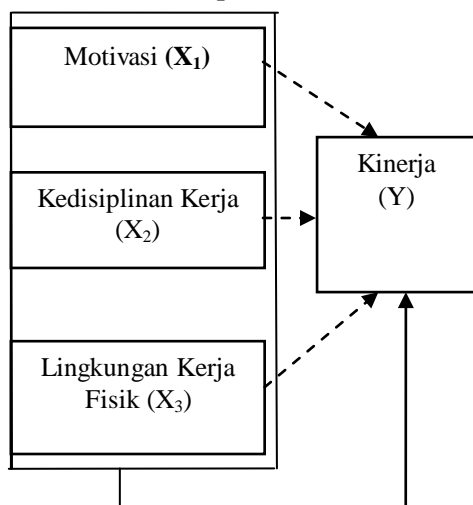 Motivasi (X₁)
Kinerja
(Y)
Kedisiplinan Kerja
(X₂)
Lingkungan Kerja
Fisik (X₃)